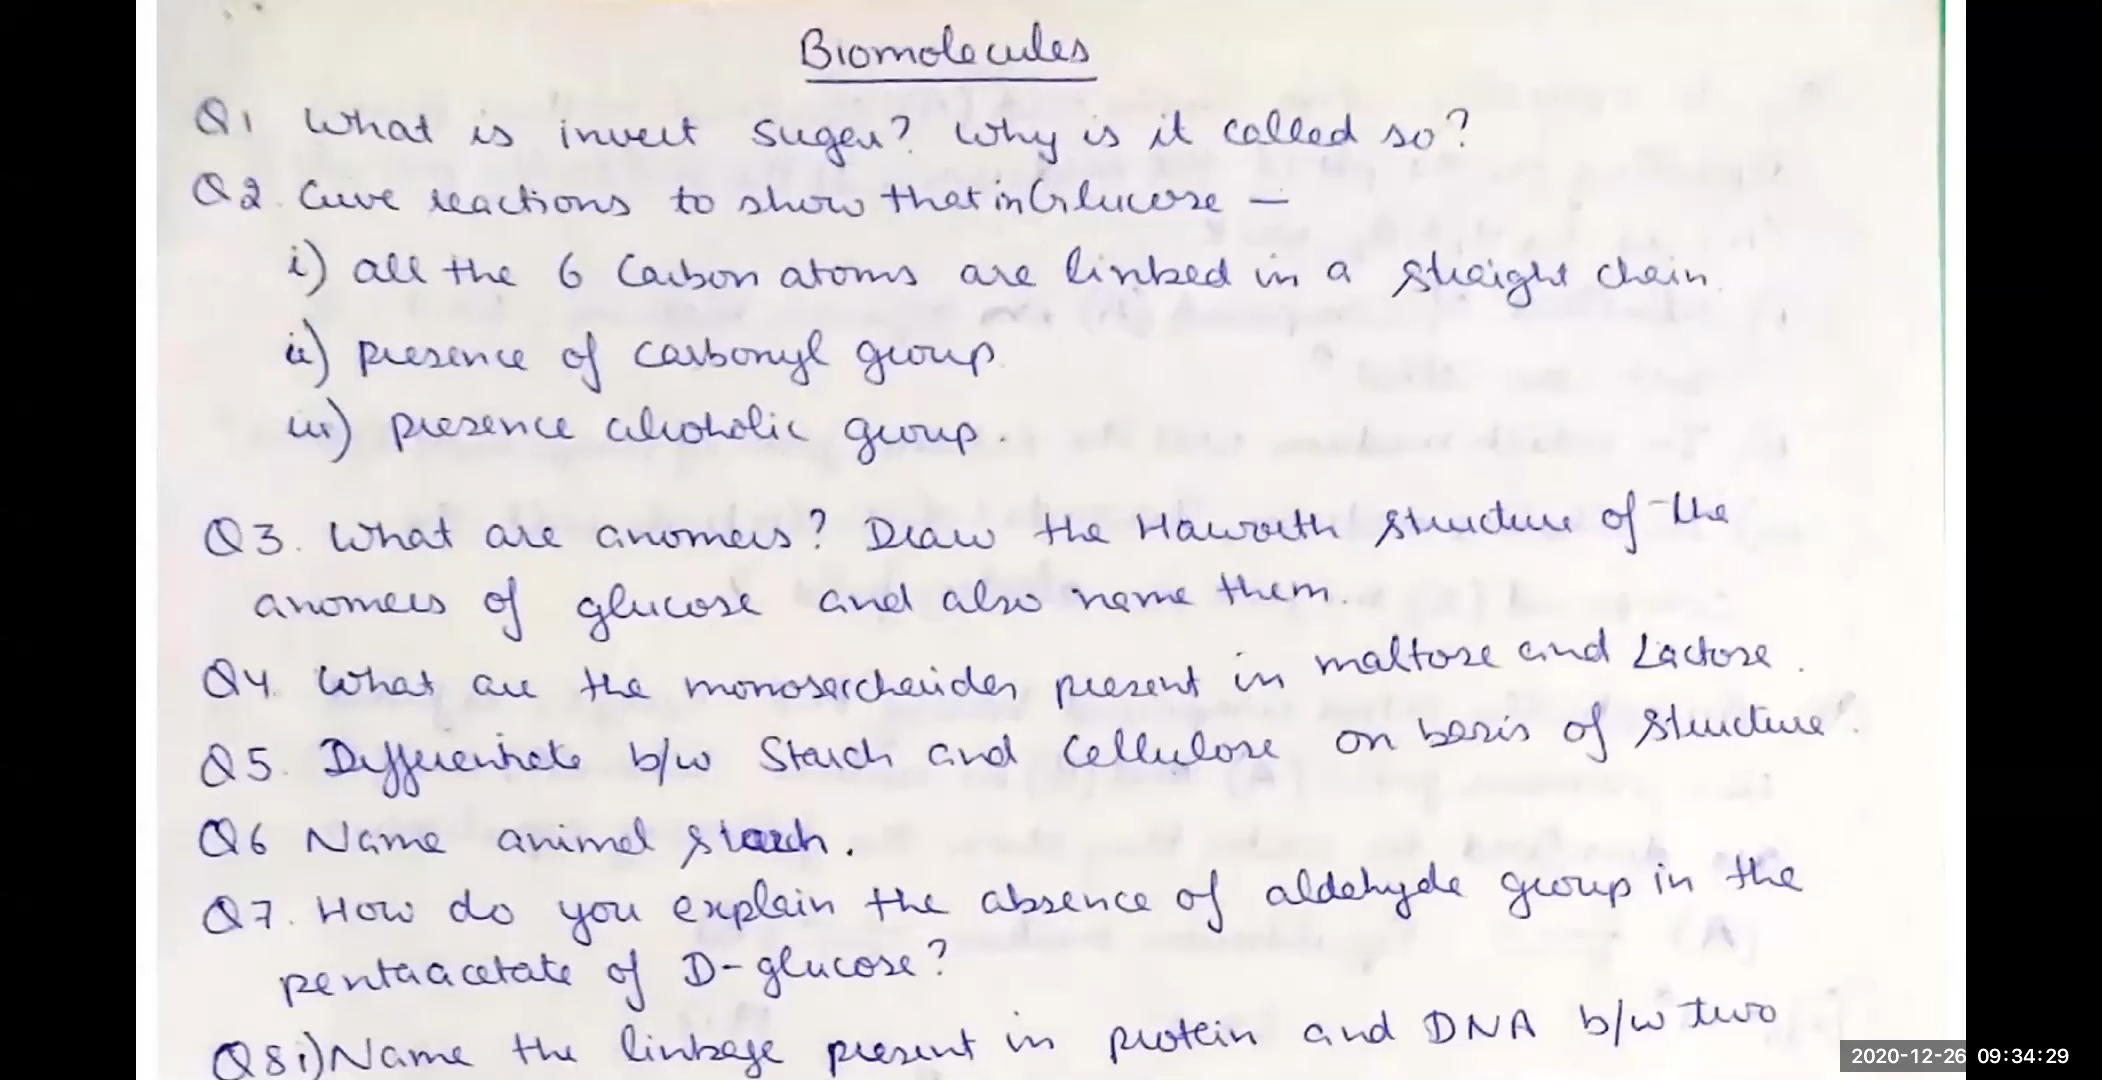 Biomolecules
Q1 What is invert sugar? Why is it called so?
Q2. Give reactions to show that in Glucose —
i) all the 6 Carbon atoms are linked in a straight chain
ii) presence of carbonyl group.
iii) presence alcoholic group.
Q3. What are anomers? Draw the Haworth structure of the
anomers of glucose and also name them.
Q4. What are the monosaccharides present in maltose and Lactose.
Q5. Differentiate b/w Starch and Cellulose on basis of structure?
Q6 Name animal starch.
Q7. How do you explain the absence of aldehyde group in the
pentaacetate of D-glucose?
Q8 i) Name the linkage present in protein and DNA b/w two
2020-12-26 09:34:29